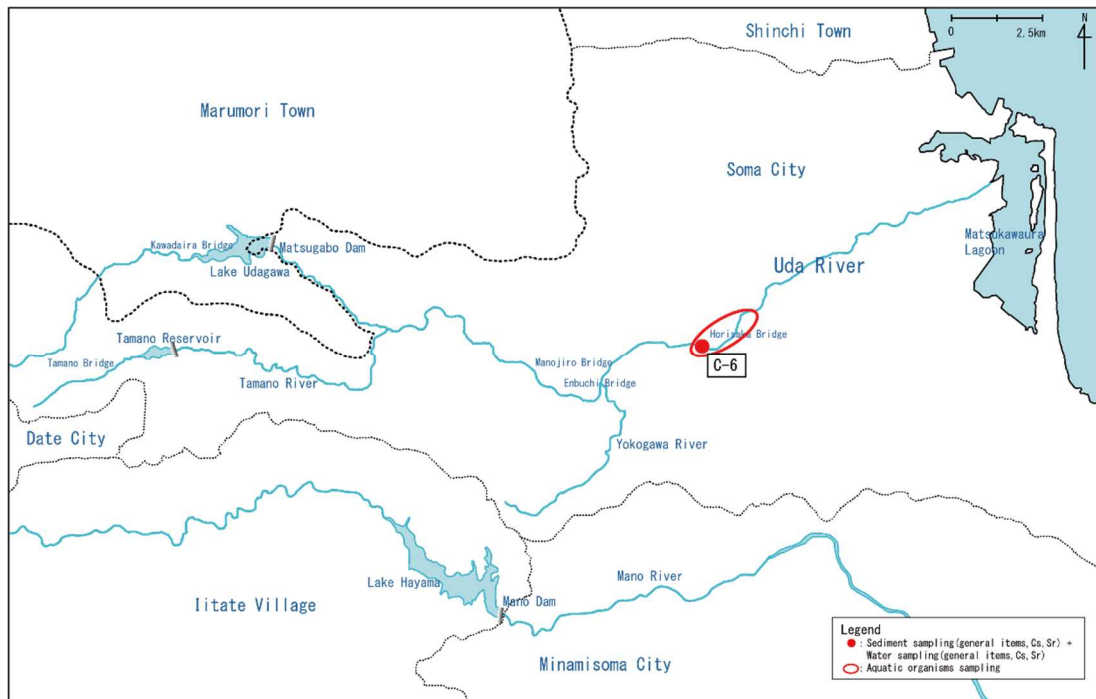 Shinchi Town
N
0 2.5km
Marumori Town
Soma City
Kawadaira Bridge
Matsugabo Dam
Lake Udagawa
Matsukawaura
Lagoon
Uda River
Tamano Reservoir
Horisaka Bridge
Tamano Bridge
Manojiro Bridge
C-6
Tamano River
Enbuchi Bridge
Date City
Yokogawa River
Lake Hayama
Mano River
Iitate Village
Mano Dam
Minamisoma City
Legend
: Sediment sampling(general items,Cs,Sr) +
Water sampling(general items,Cs,Sr)
: Aquatic organisms sampling